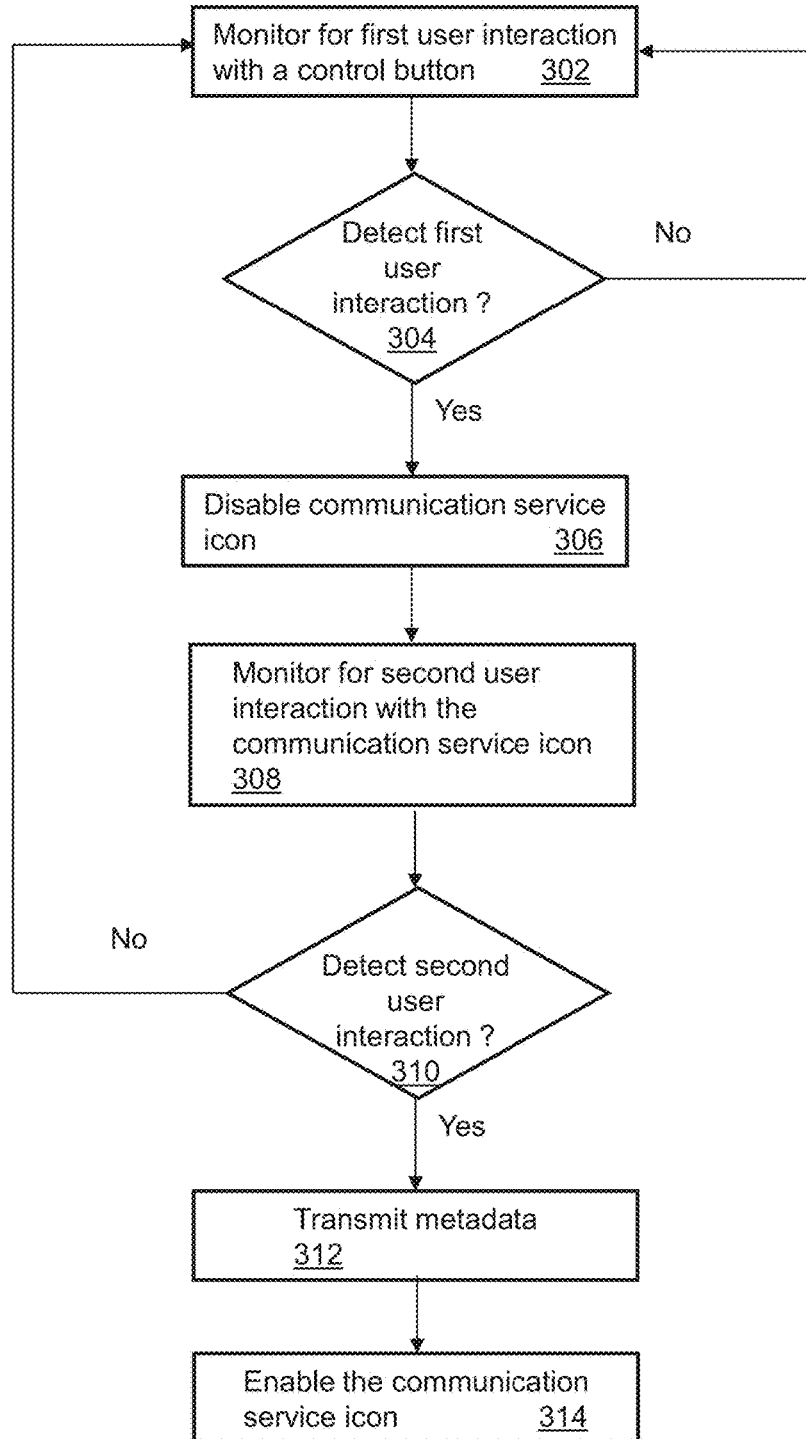 Monitor for first user interaction
with a control button 302
Detect first
user
interaction ?
304
No
Yes
Disable communication service
icon 306
Monitor for second user
interaction with the
communication service icon
308
No
Detect second
user
interaction ?
310
Yes
Transmit metadata
312
Enable the communication
service icon 314